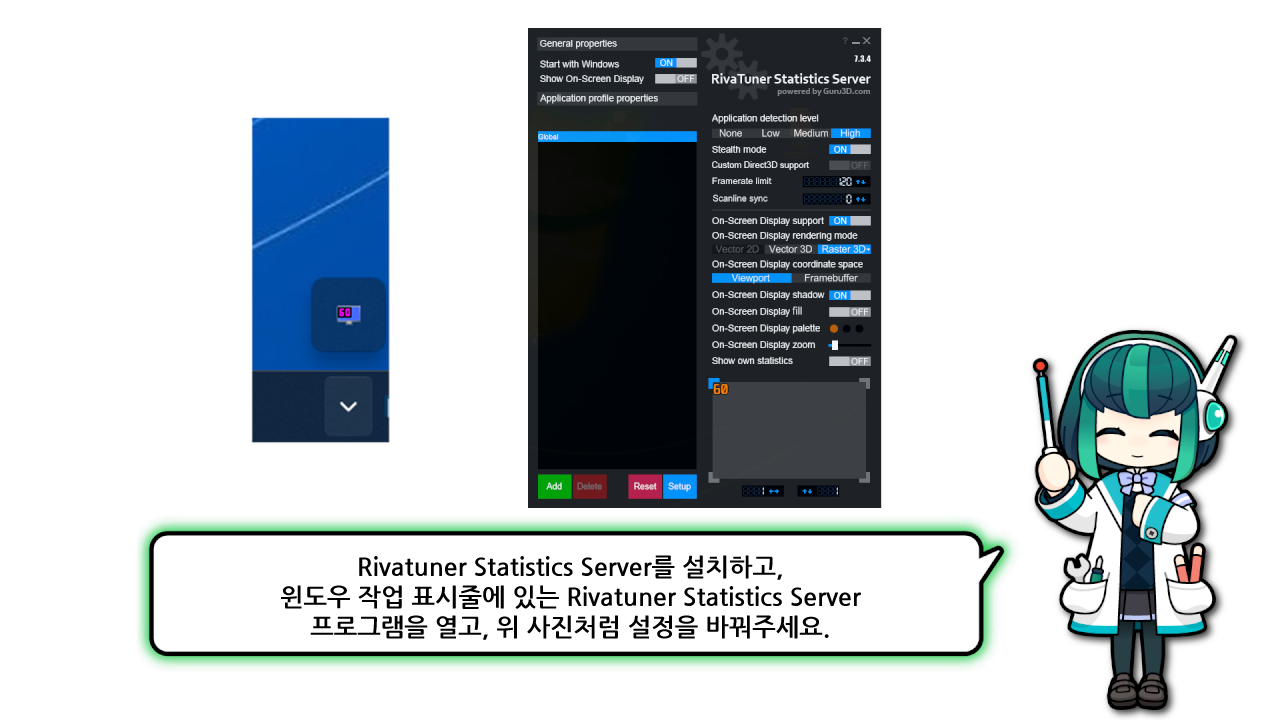 General properties
Start with Windows ON
Show On-Screen Display OFF
Application profile properties
Global
Add Delete Reset Setup
? 
7.3.4
RivaTuner Statistics Server
powered by Guru3D.com
Application detection level
None Low Medium High
Stealth mode ON
Custom Direct3D support OFF
Framerate limit 120
Scanline sync 0
On-Screen Display support ON
On-Screen Display rendering mode
Vector 2D Vector 3D Raster 3D
On-Screen Display coordinate space
Viewport Framebuffer
On-Screen Display shadow ON
On-Screen Display fill OFF
On-Screen Display palette
On-Screen Display zoom
Show own statistics OFF
60
1 1
60
Rivatuner Statistics Server를 설치하고,
윈도우 작업 표시줄에 있는 Rivatuner Statistics Server
프로그램을 열고, 위 사진처럼 설정을 바꿔주세요.